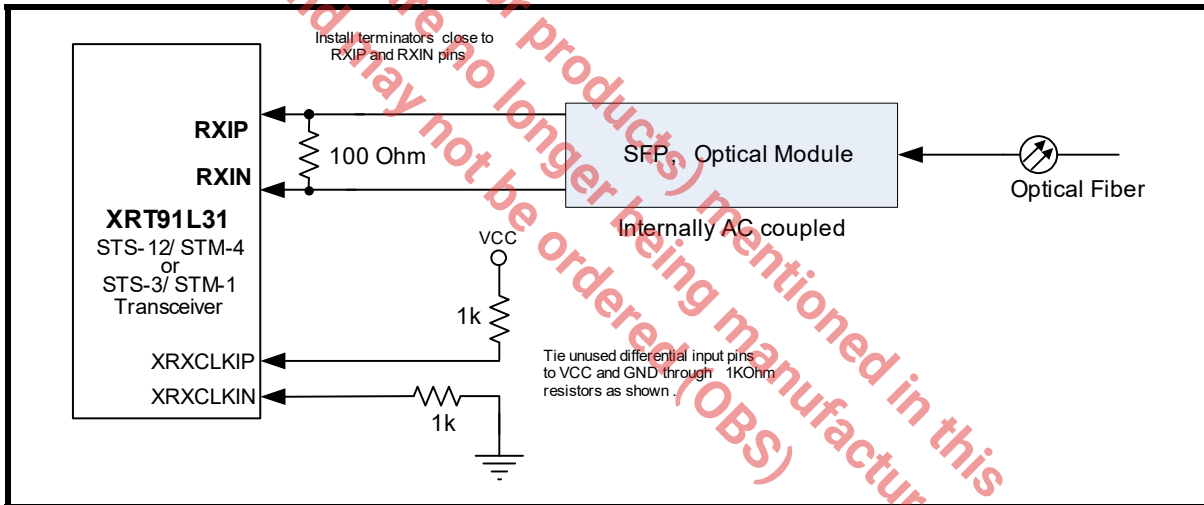 Install terminators close to
RXIP and RXIN pins
RXIP
100 Ohm
RXIN
SFP, Optical Module
Optical Fiber
Internally AC coupled
XRT91L31
STS-12/ STM-4
or
STS-3/ STM-1
Transceiver
VCC
1k
XRXCLKIP
XRXCLKIN
1k
Tie unused differential input pins
to VCC and GND through 1KOhm
resistors as shown .
or products) mentioned in this
are no longer being manufactur
nd may not be ordered (OBS)